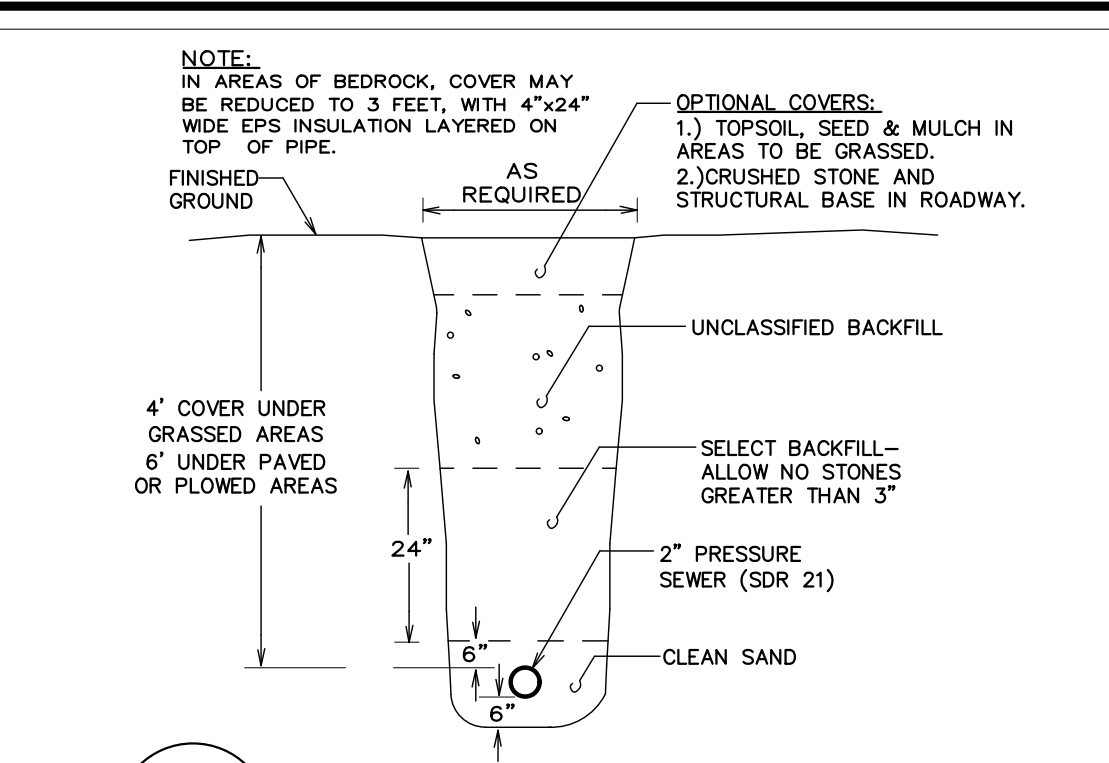 NOTE:
IN AREAS OF BEDROCK, COVER MAY
BE REDUCED TO 3 FEET, WITH 4"x24"
WIDE EPS INSULATION LAYERED ON
TOP OF PIPE.
OPTIONAL COVERS:
1.) TOPSOIL, SEED & MULCH IN
AREAS TO BE GRASSED.
2.)CRUSHED STONE AND
STRUCTURAL BASE IN ROADWAY.
FINISHED
GROUND
AS
REQUIRED
UNCLASSIFIED BACKFILL
4' COVER UNDER
GRASSED AREAS
6' UNDER PAVED
OR PLOWED AREAS
SELECT BACKFILL–
ALLOW NO STONES
GREATER THAN 3"
24"
2" PRESSURE
SEWER (SDR 21)
6"
CLEAN SAND
6"